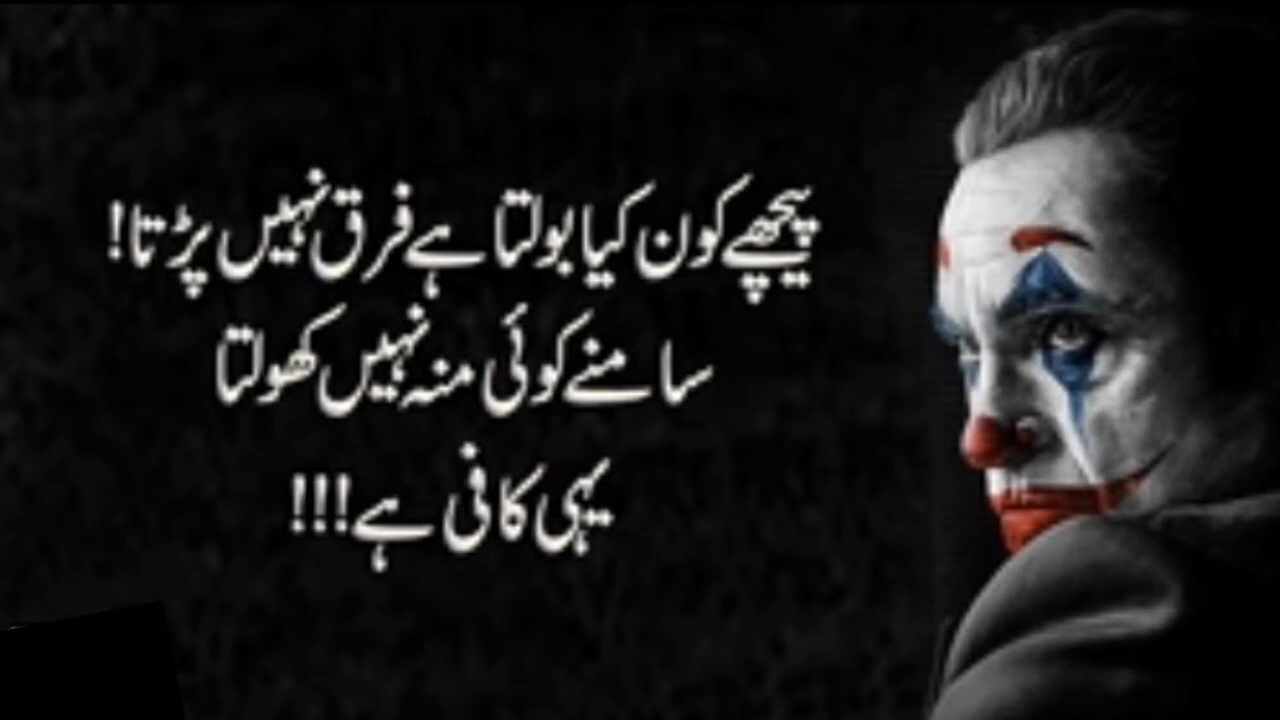 پیچھے کون کیا بولتا ہے فرق نہیں پڑتا!
سامنے کوئی منہ نہیں کھولتا
یہی کافی ہے!!!